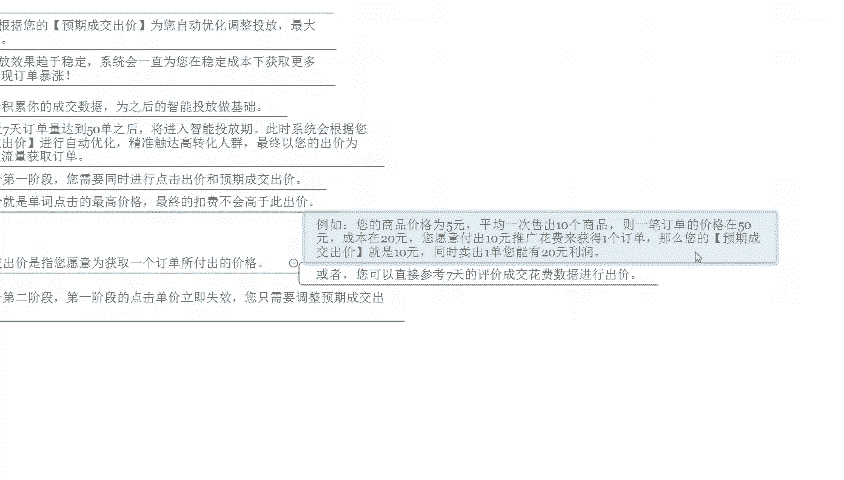 根据您的【预期成交出价】为您自动优化调整投放，最大
。
放效果趋于稳定，系统会一直为您在稳定成本下获取更多
现订单暴涨！
积累你的成交数据，为之后的智能投放做基础。
7天订单量达到50单之后，将进入智能投放期。此时系统会根据您
出价】进行自动优化，精准触达高转化人群，最终以您的出价为
流量获取订单。
第一阶段，您需要同时进行点击出价和预期成交出价。
就是单词点击的最高价格，最终的扣费不会高于此出价。
例如：您的商品价格为5元，平均一次售出10个商品，则一笔订单的价格在50
元，成本在20元，您愿意付出10元推广花费来获得1个订单，那么您的【预期成
交出价】就是10元，同时卖出1单您能有20元利润。
出价是指您愿意为获取一个订单所付出的价格。
或者，您可以直接参考7天的评价成交花费数据进行出价。
第二阶段，第一阶段的点击单价立即失效，您只需要调整预期成交出